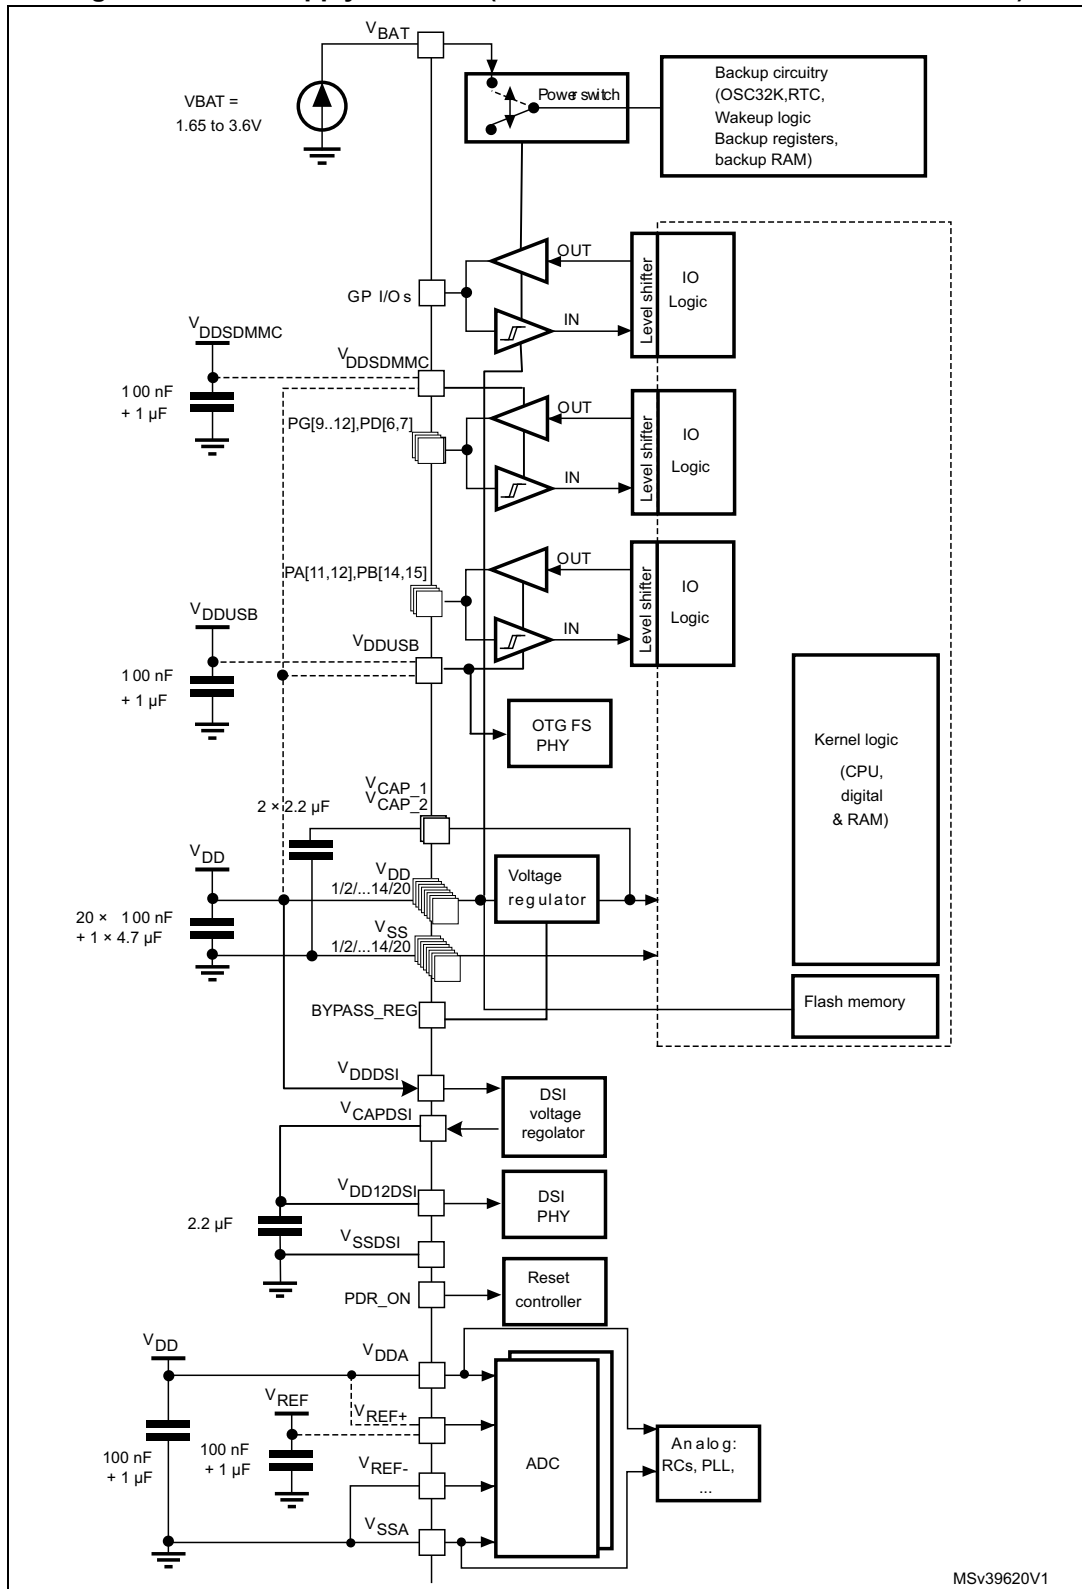 VBAT
VBAT =
1.65 to 3.6V
Power switch
Backup circuitry
(OSC32K,RTC,
Wakeup logic
Backup registers,
backup RAM)
OUT
GP I/Os
IN
Level shifter
IO
Logic
VDDSDMMC
VDDSDMMC
100 nF
+ 1 µF
PG[9..12],PD[6,7]
OUT
IN
Level shifter
IO
Logic
PA[11,12],PB[14,15]
OUT
IN
Level shifter
IO
Logic
VDDUSB
VDDUSB
100 nF
+ 1 µF
OTG FS
PHY
Kernel logic
(CPU,
digital
& RAM)
VCAP_1
VCAP_2
2 × 2.2 µF
VDD
VDD
1/2/...14/20
Voltage
regulator
20 × 100 nF
+ 1 × 4.7 µF
VSS
1/2/...14/20
BYPASS_REG
Flash memory
VDDDSI
VCAPDSI
DSI
voltage
regolator
VDD12DSI
DSI
PHY
2.2 µF
VSSDSI
PDR_ON
Reset
controller
VDD
VDDA
VREF
VREF+
100 nF
+ 1 µF
100 nF
+ 1 µF
VREF-
ADC
Analog:
RCs, PLL,
...
VSSA
MSv39620V1